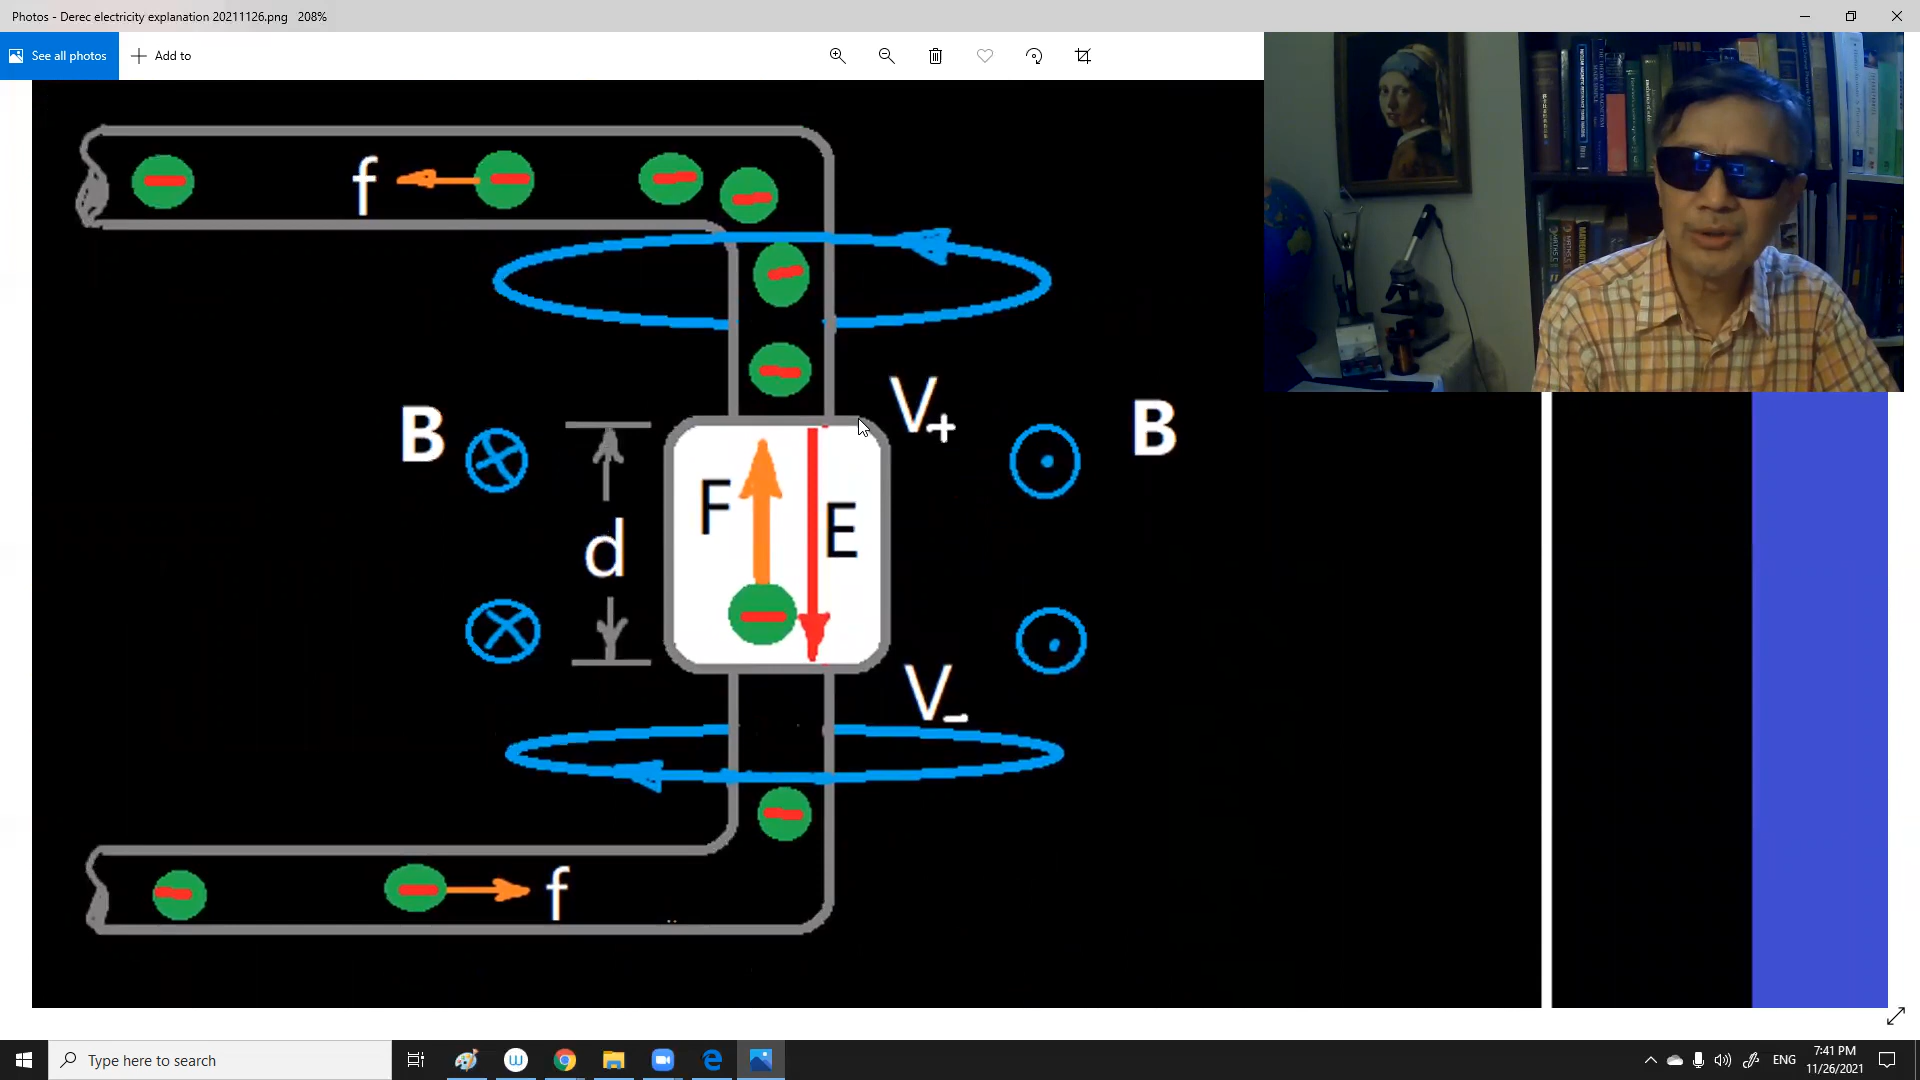 Photos - Derec electricity explanation 20211126.png 208%
See all photos
Add to
f
V+
B
B
F
E
d
V-
f
Type here to search
ENG
7:41 PM
11/26/2021